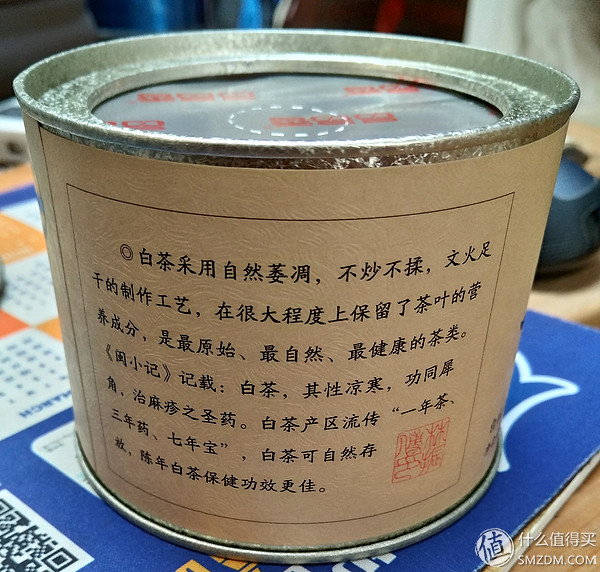 ◎白茶采用自然萎凋，不炒不揉，文火足
干的制作工艺，在很大程度上保留了茶叶的营
养成分，是最原始、最自然、最健康的茶类。
《闽小记》记载：白茶，其性凉寒，功同犀
角，治麻疹之圣药。白茶产区流传“一年茶、
三年药、七年宝”，白茶可自然存
放，陈年白茶保健功效更佳。
MARCH
值 什么值得买
SMZDM.COM